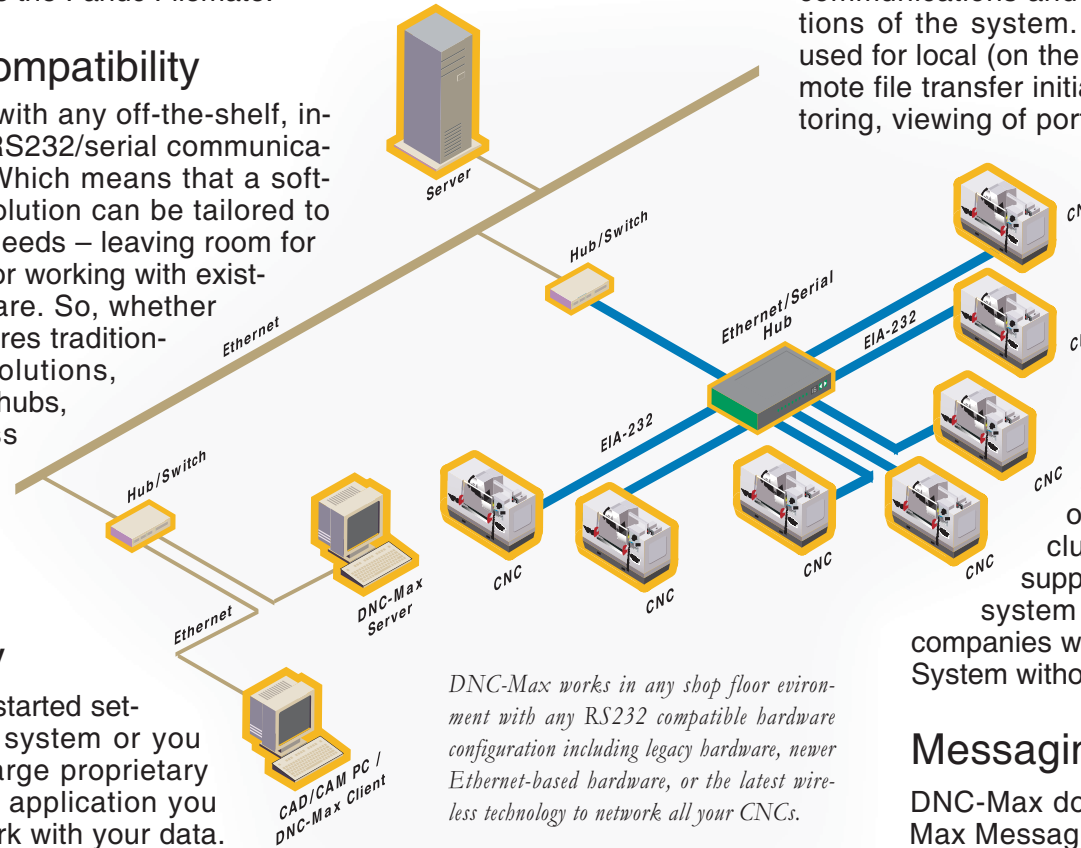 s the Fanuc Filemate.
ompatibility
with any off-the-shelf, in-
RS232/serial communica-
Which means that a soft-
olution can be tailored to
eeds – leaving room for
or working with exist-
are. So, whether
res tradition-
olutions,
hubs,
ss
y
started set-
system or you
arge proprietary
application you
rk with your data.
tions of the system.
used for local (on the
mote file transfer initia
toring, viewing of por
Server
Hub/Switch
Ethernet
Ethernet/Serial
Hub
EIA-232
EIA-232
CN
CNC
CNC
CNC
CNC
CNC
Hub/Switch
Ethernet
DNC-Max
Server
CAD/CAM PC /
DNC-Max Client
DNC-Max works in any shop floor eviron-
ment with any RS232 compatible hardware
configuration including legacy hardware, newer
Ethernet-based hardware, or the latest wire-
less technology to network all your CNCs.
o
clu
supp
system
companies w
System witho
Messagin
DNC-Max do
Max Messag